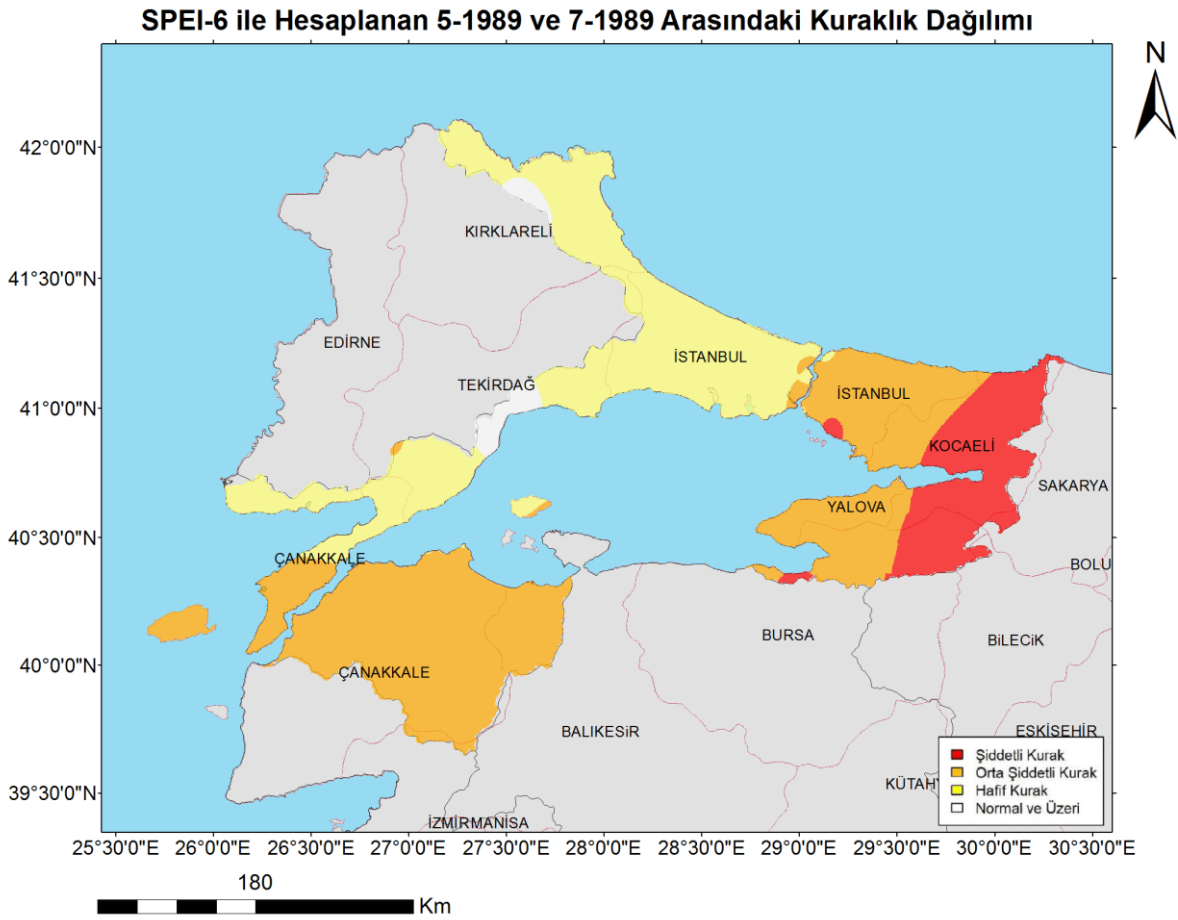 SPEI-6 ile Hesaplanan 5-1989 ve 7-1989 Arasındaki Kuraklık Dağılımı
N
42°0'0"N
41°30'0"N
41°0'0"N
40°30'0"N
40°0'0"N
39°30'0"N
KIRKLARELİ
EDİRNE
İSTANBUL
TEKİRDAĞ
İSTANBUL
KOCAELİ
SAKARYA
YALOVA
ÇANAKKALE
BOLU
BURSA
BİLECİK
ÇANAKKALE
BALIKESİR
ESKİSEHİR
KÜTAHY
İZMİRMANİSA
Şiddetli Kurak
Orta Şiddetli Kurak
Hafif Kurak
Normal ve Üzeri
25°30'0"E 26°0'0"E 26°30'0"E 27°0'0"E 27°30'0"E 28°0'0"E 28°30'0"E 29°0'0"E 29°30'0"E 30°0'0"E 30°30'0"E
180
Km